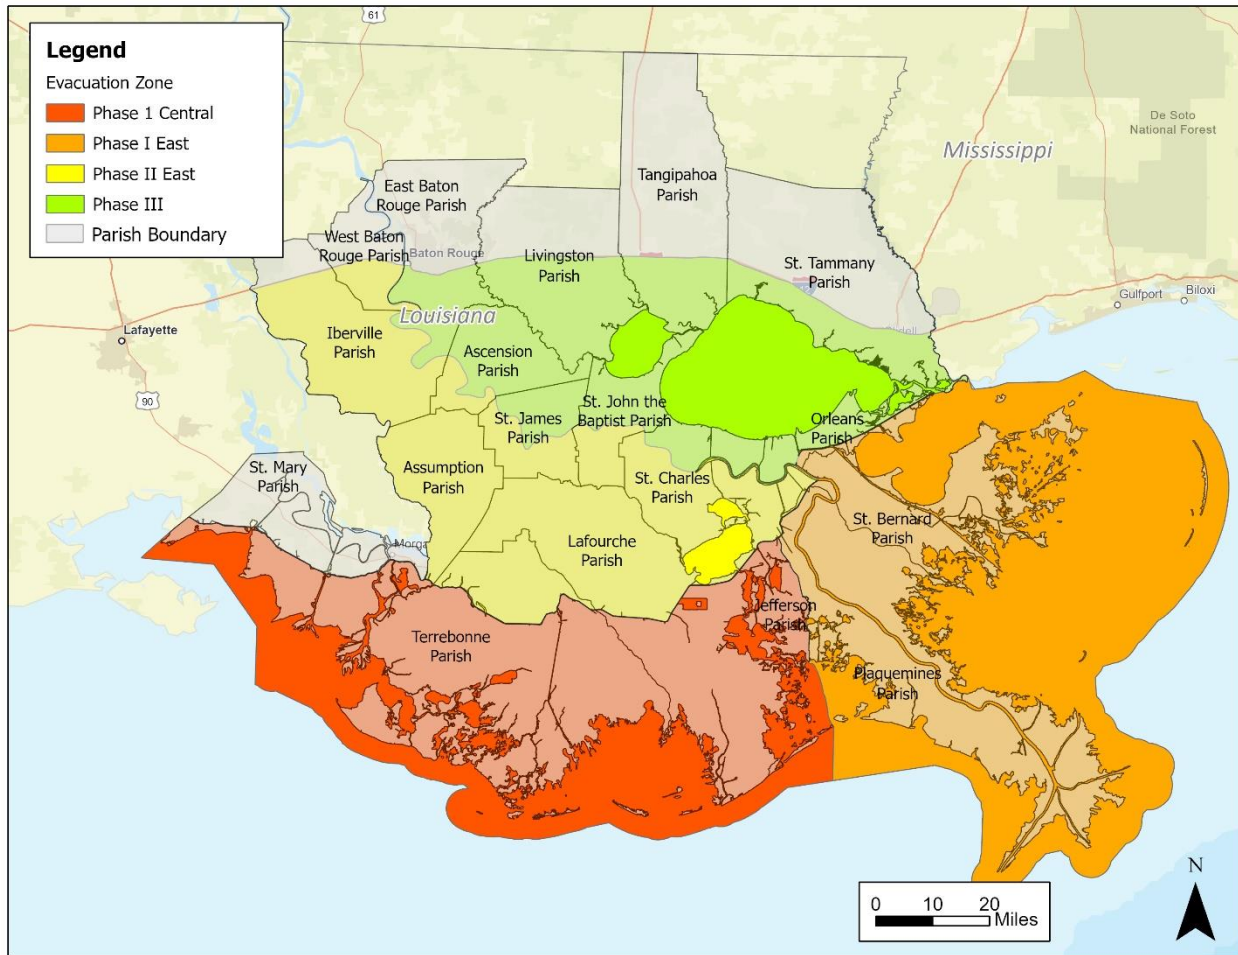 61
Legend
Evacuation Zone
Phase 1 Central
Phase I East
Phase II East
Phase III
Parish Boundary
De Soto
National Forest
Mississippi
Tangipahoa
Parish
East Baton
Rouge Parish
West Baton
Rouge Parish
Baton Rouge
Livingston
Parish
St. Tammany
Parish
Gulfport
Biloxi
Louisiana
Lafayette
Iberville
Parish
Ascension
Parish
90
St. James
Parish
St. John the
Baptist Parish
Orleans
Parish
St. Mary
Parish
Assumption
Parish
St. Charles
Parish
St. Bernard
Parish
Morga
Lafourche
Parish
Jefferson
Parish
Terrebonne
Parish
Plaquemines
Parish
N
0 10 20
Miles